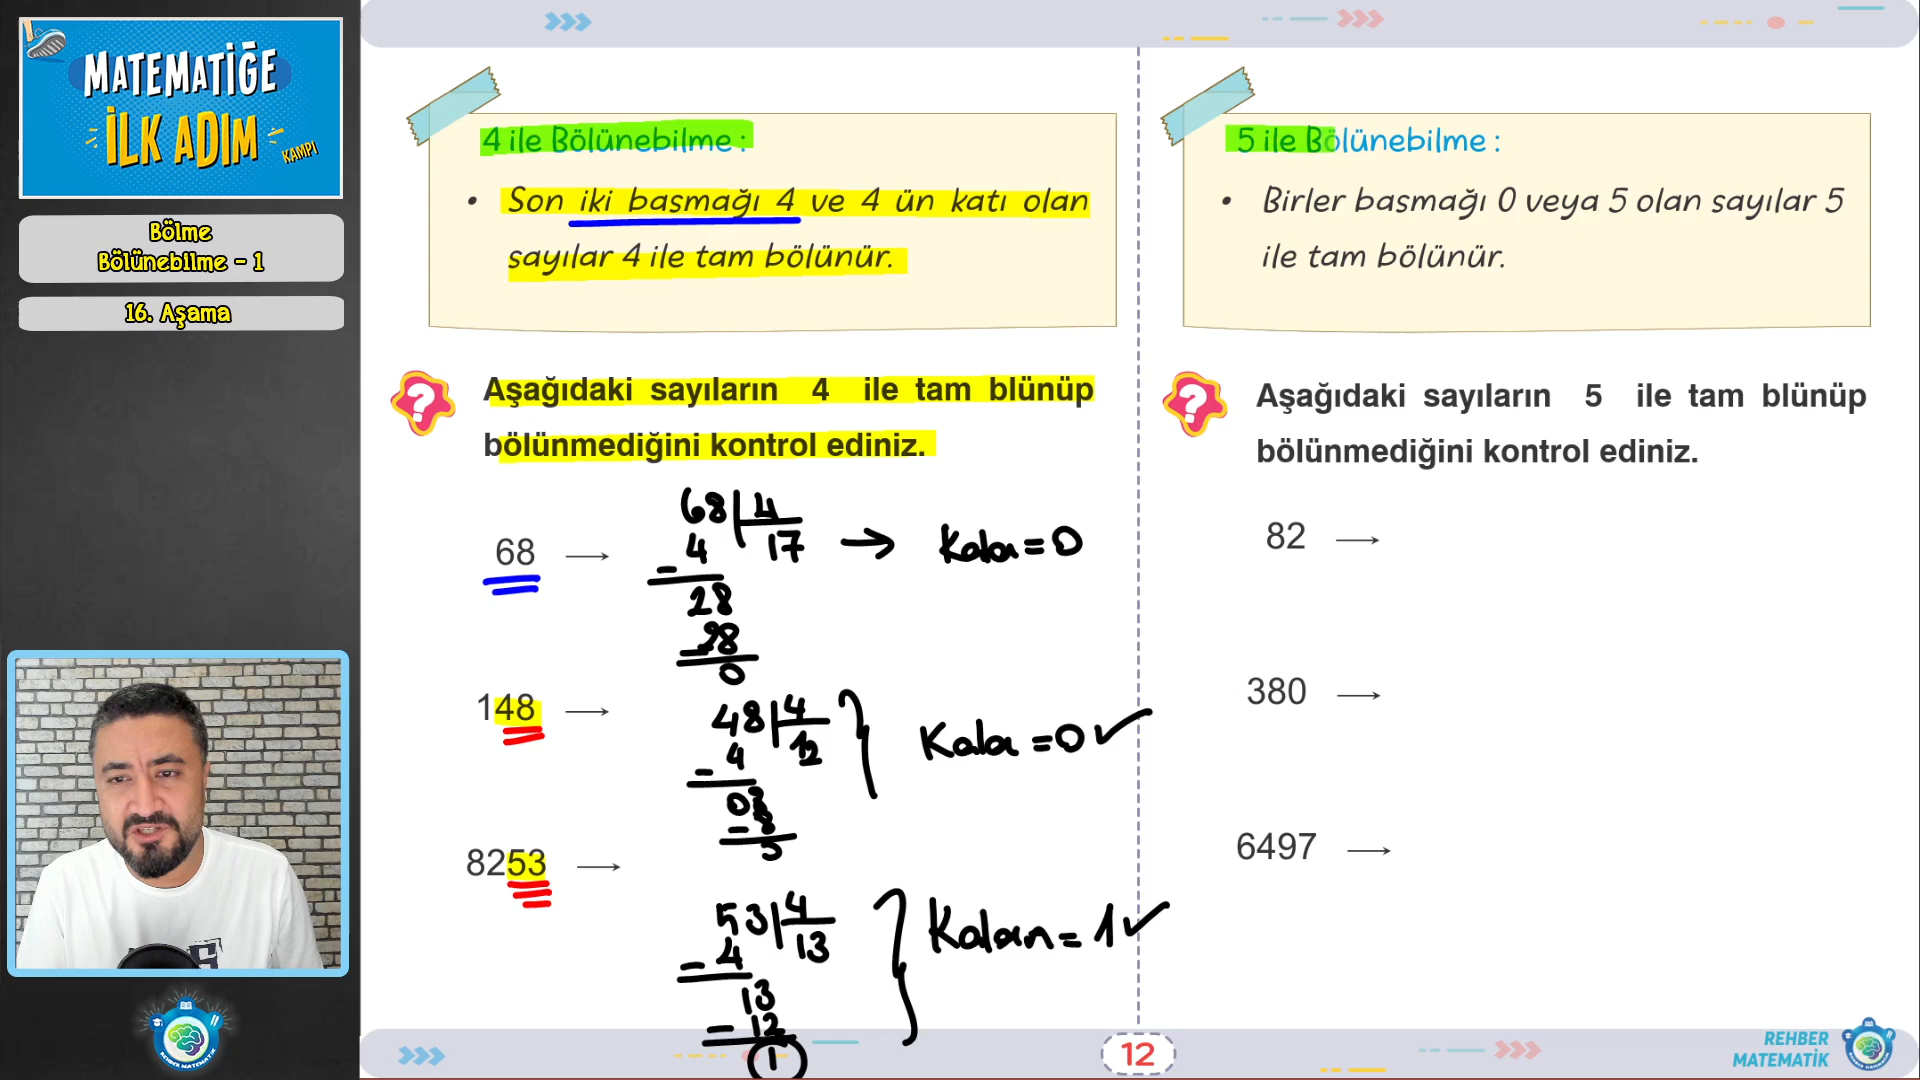 MATEMATİĞE
İLK ADIM
KAMPI
Bölme
Bölünebilme - 1
16. Aşama
4 ile Bölünebilme :
• Son iki basmağı 4 ve 4 ün katı olan
sayılar 4 ile tam bölünür.
Aşağıdaki sayıların 4 ile tam blünüp
bölünmediğini kontrol ediniz.
68 →
68 4
4 17 → Kala = 0
-
28
- 28
0
148 →
48 4
4 12 Kala = 0 ✓
-
08
- 8
8253 →
53 4
- 4 13 Kalan = 1 ✓
13
- 12
1
5 ile Bölünebilme :
• Birler basmağı 0 veya 5 olan sayılar 5
ile tam bölünür.
Aşağıdaki sayıların 5 ile tam blünüp
bölünmediğini kontrol ediniz.
82 →
380 →
6497 →
12
REHBER
MATEMATİK
REHBER MATEMATİK